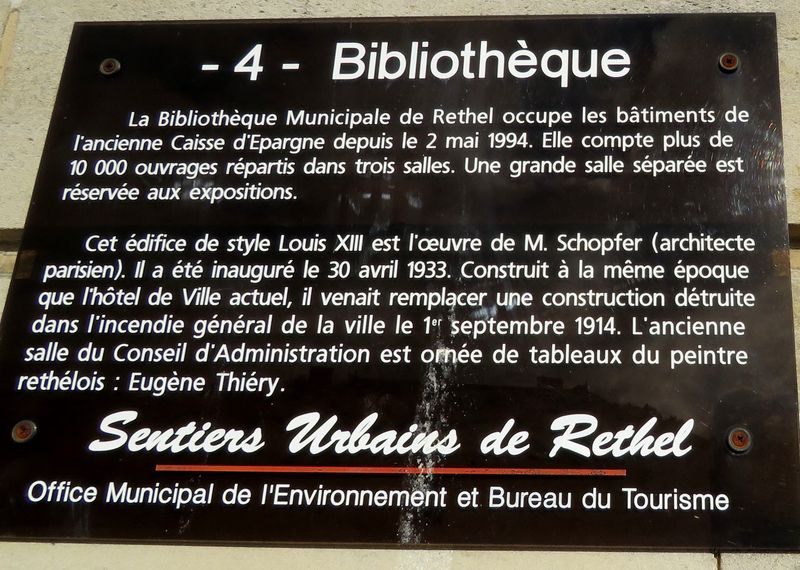 - 4 - Bibliothèque
La Bibliothèque Municipale de Rethel occupe les bâtiments de
l'ancienne Caisse d'Epargne depuis le 2 mai 1994. Elle compte plus de
10 000 ouvrages répartis dans trois salles. Une grande salle séparée est
réservée aux expositions.
Cet édifice de style Louis XIII est l'œuvre de M. Schopfer (architecte
parisien). Il a été inauguré le 30 avril 1933. Construit à la même époque
que l'hôtel de Ville actuel, il venait remplacer une construction détruite
dans l'incendie général de la ville le 1er septembre 1914. L'ancienne
salle du Conseil d'Administration est ornée de tableaux du peintre
rethélois : Eugène Thiéry.
Sentiers Urbains de Rethel
Office Municipal de l'Environnement et Bureau du Tourisme